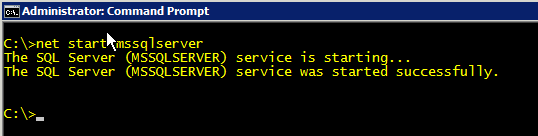 Administrator: Command Prompt
C:\>net start mssqlserver
The SQL Server (MSSQLSERVER) service is starting...
The SQL Server (MSSQLSERVER) service was started successfully.
C:\>_